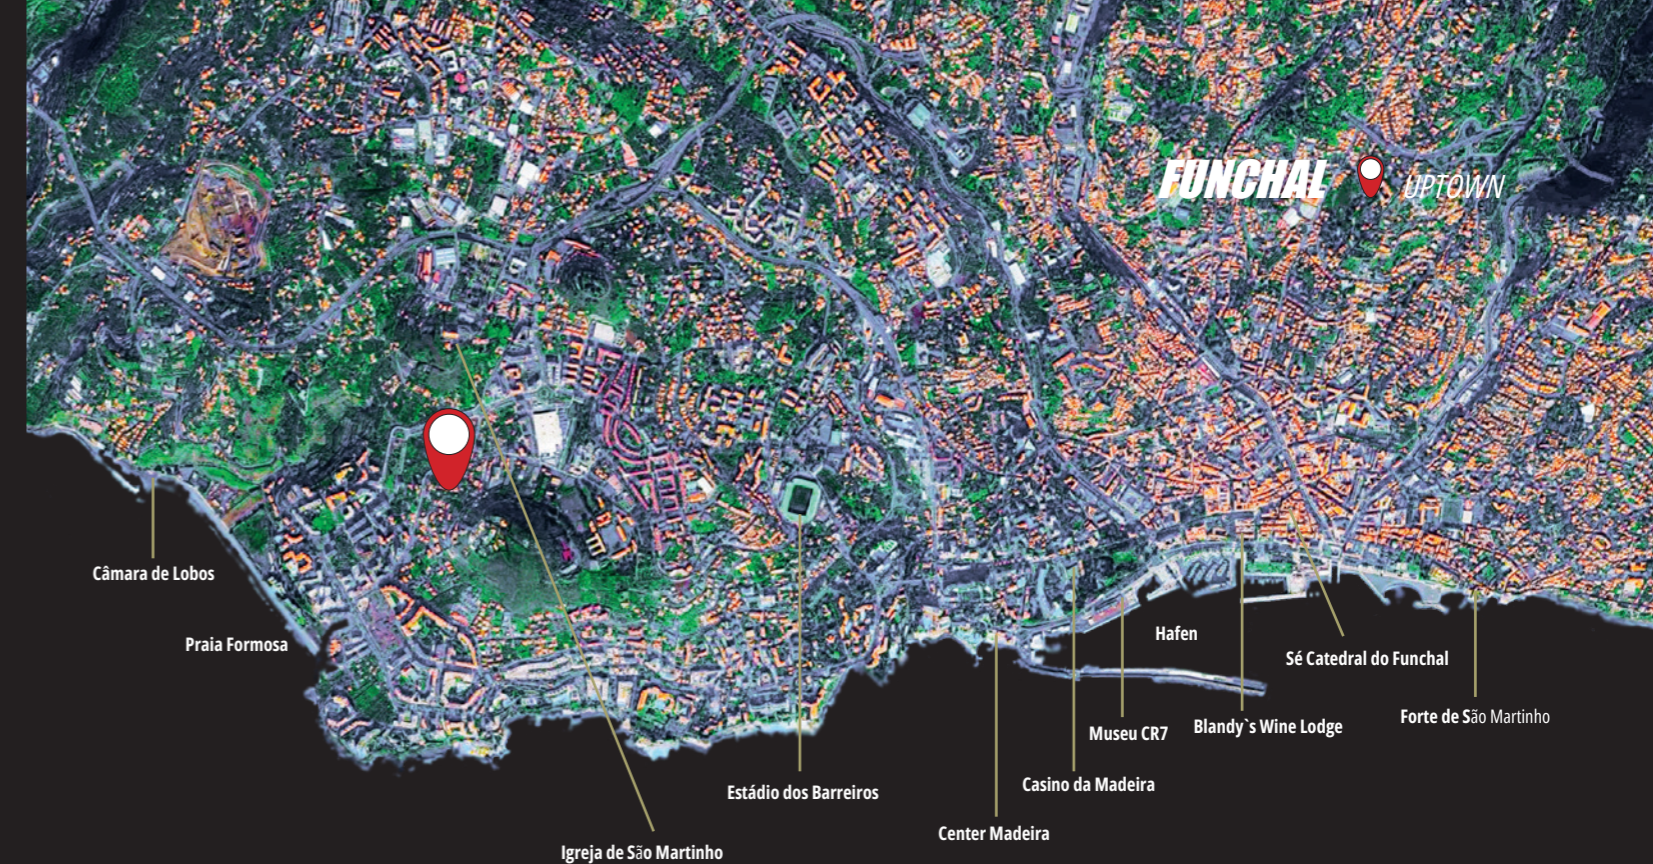 FUNCHAL UPTOWN
Câmara de Lobos
Praia Formosa
Hafen
Sé Catedral do Funchal
Forte de São Martinho
Museu CR7
Blandy`s Wine Lodge
Casino da Madeira
Estádio dos Barreiros
Center Madeira
Igreja de São Martinho